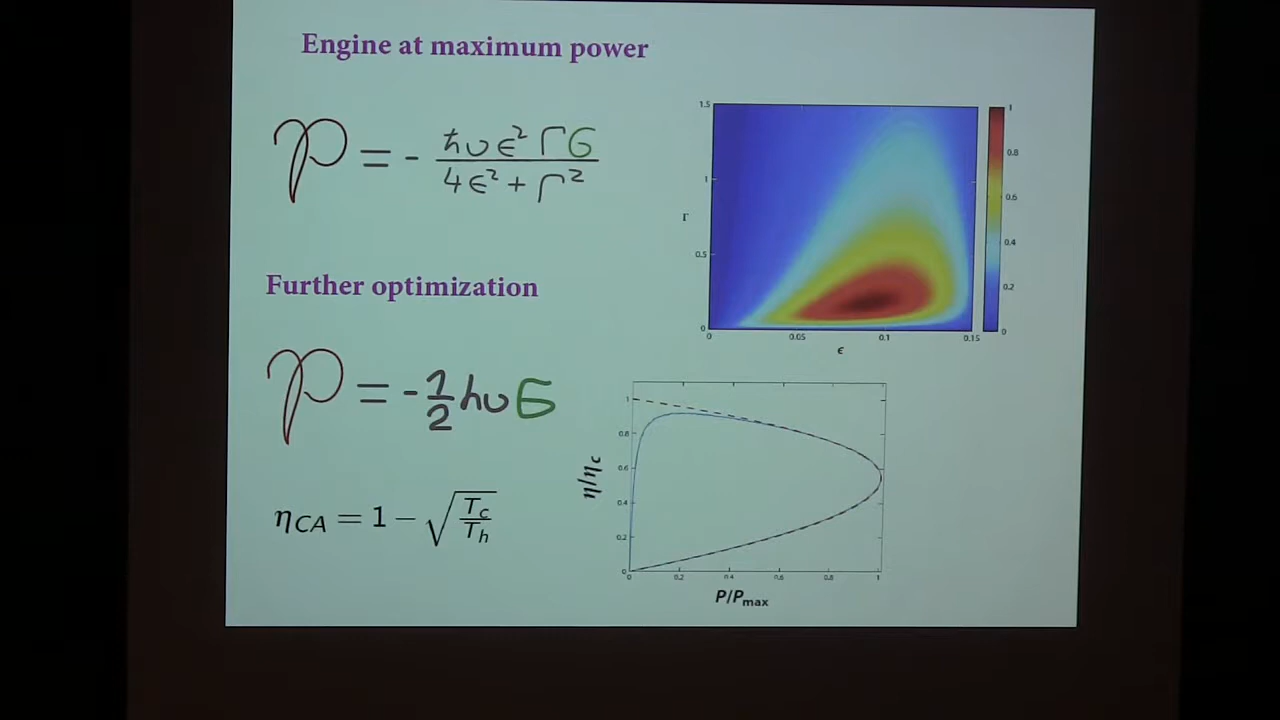 Engine at maximum power
𝒫 = - ħνϵ²ΓG / 4ϵ² + Γ²
1.5
1
0.5
0
Γ
0
0.05
0.1
0.15
ϵ
1
0.8
0.6
0.4
0.2
0
Further optimization
𝒫 = - 1/2 ħνG
η_CA = 1 − √(T_c/T_h)
1
0.8
0.6
0.4
0.2
0
η/η_c
0
0.2
0.4
0.6
0.8
1
P/P_max